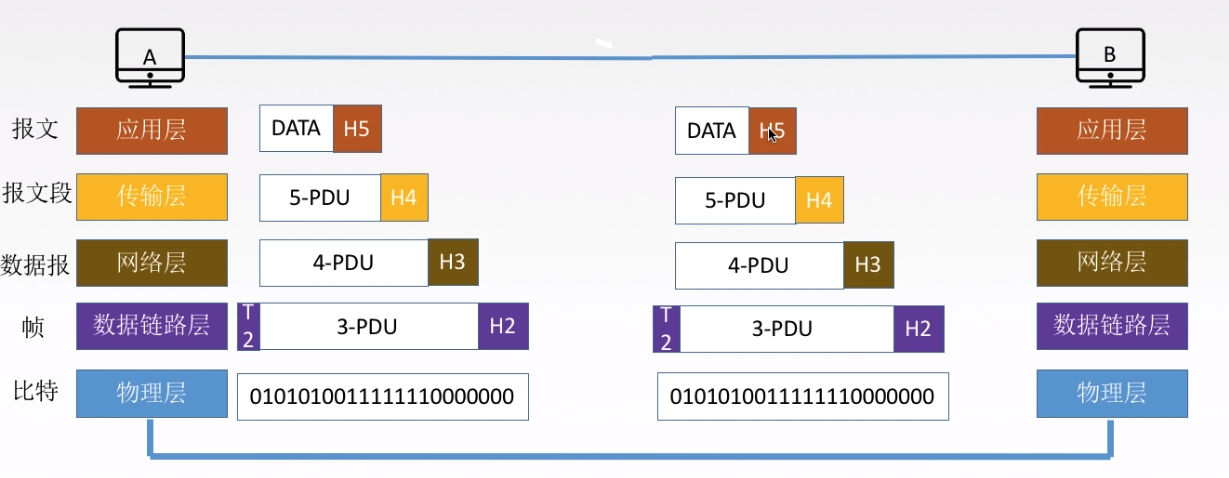 A
B
报文
应用层
DATA
H5
DATA
H5
应用层
报文段
传输层
5-PDU
H4
5-PDU
H4
传输层
数据报
网络层
4-PDU
H3
4-PDU
H3
网络层
帧
数据链路层
T
2
3-PDU
H2
T
2
3-PDU
H2
数据链路层
比特
物理层
0101010011111110000000
0101010011111110000000
物理层